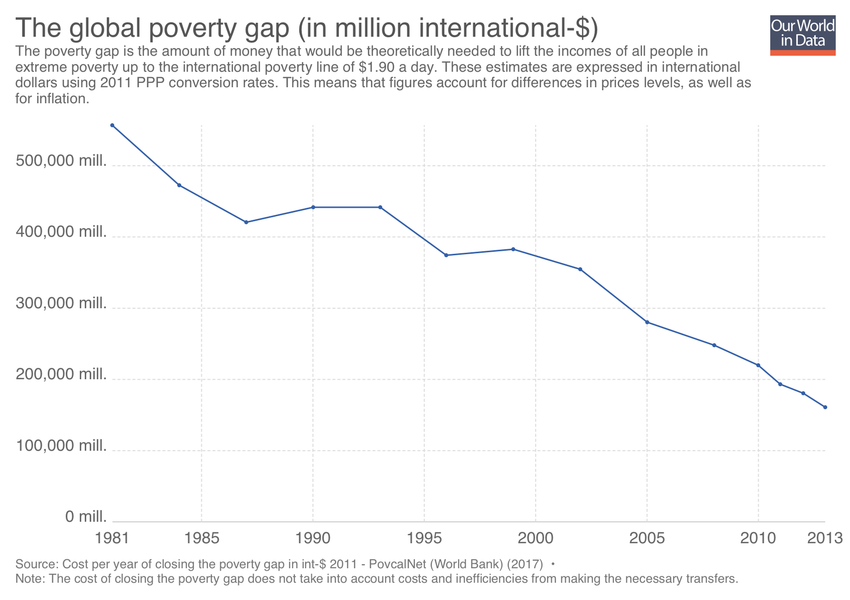 The global poverty gap (in million international-$)
Our World
in Data
The poverty gap is the amount of money that would be theoretically needed to lift the incomes of all people in
extreme poverty up to the international poverty line of $1.90 a day. These estimates are expressed in international
dollars using 2011 PPP conversion rates. This means that figures account for differences in prices levels, as well as
for inflation.
500,000 mill.
400,000 mill.
300,000 mill.
200,000 mill.
100,000 mill.
0 mill.
1981 1985 1990 1995 2000 2005 2010 2013
Source: Cost per year of closing the poverty gap in int-$ 2011 - PovcalNet (World Bank) (2017) •
Note: The cost of closing the poverty gap does not take into account costs and inefficiencies from making the necessary transfers.